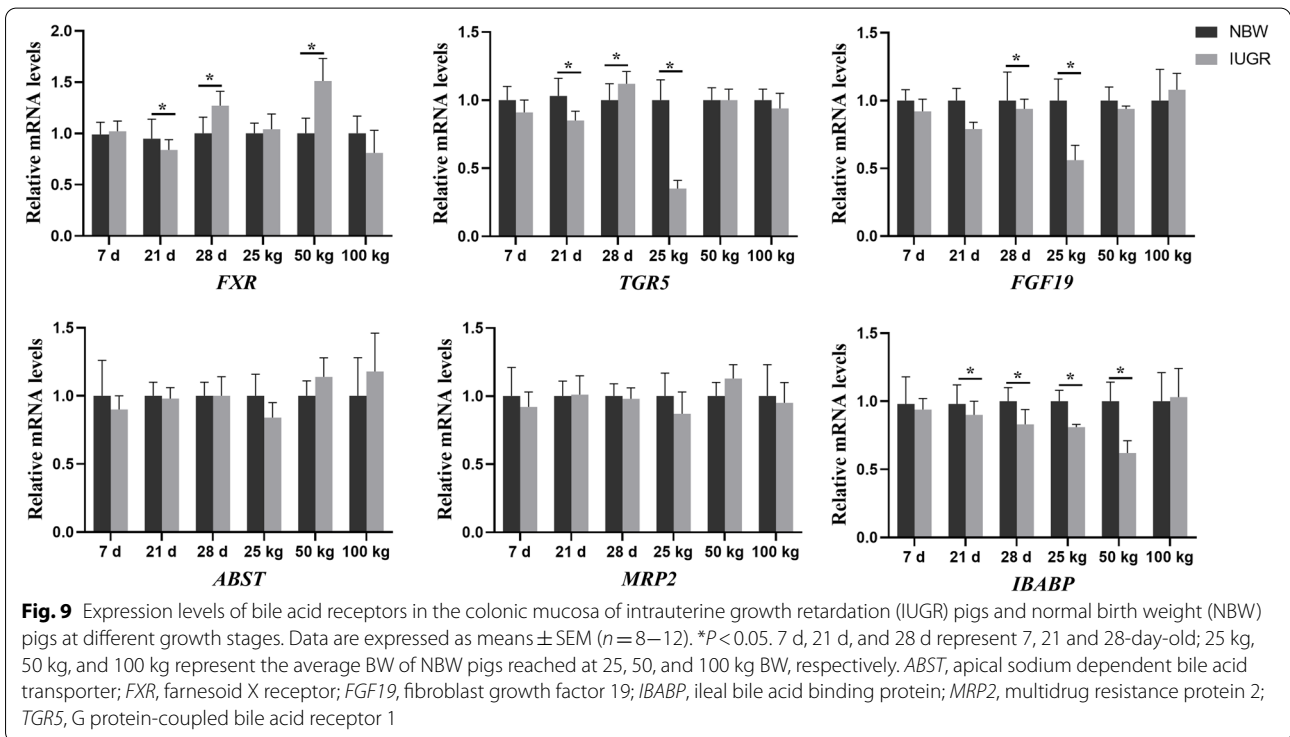 NBW
IUGR
Relative mRNA levels
2.0
1.5
1.0
0.5
0.0
*
*
*
7 d 21 d 28 d 25 kg 50 kg 100 kg
FXR
Relative mRNA levels
1.5
1.0
0.5
0.0
*
*
*
7 d 21 d 28 d 25 kg 50 kg 100 kg
TGR5
Relative mRNA levels
1.5
1.0
0.5
0.0
*
*
7 d 21 d 28 d 25 kg 50 kg 100 kg
FGF19
Relative mRNA levels
1.5
1.0
0.5
0.0
7 d 21 d 28 d 25 kg 50 kg 100 kg
ABST
Relative mRNA levels
1.5
1.0
0.5
0.0
7 d 21 d 28 d 25 kg 50 kg 100 kg
MRP2
Relative mRNA levels
1.5
1.0
0.5
0.0
*
*
*
*
7 d 21 d 28 d 25 kg 50 kg 100 kg
IBABP
Fig. 9 Expression levels of bile acid receptors in the colonic mucosa of intrauterine growth retardation (IUGR) pigs and normal birth weight (NBW)
pigs at different growth stages. Data are expressed as means ± SEM (n = 8–12). *P < 0.05. 7 d, 21 d, and 28 d represent 7, 21 and 28-day-old; 25 kg,
50 kg, and 100 kg represent the average BW of NBW pigs reached at 25, 50, and 100 kg BW, respectively. ABST, apical sodium dependent bile acid
transporter; FXR, farnesoid X receptor; FGF19, fibroblast growth factor 19; IBABP, ileal bile acid binding protein; MRP2, multidrug resistance protein 2;
TGR5, G protein-coupled bile acid receptor 1